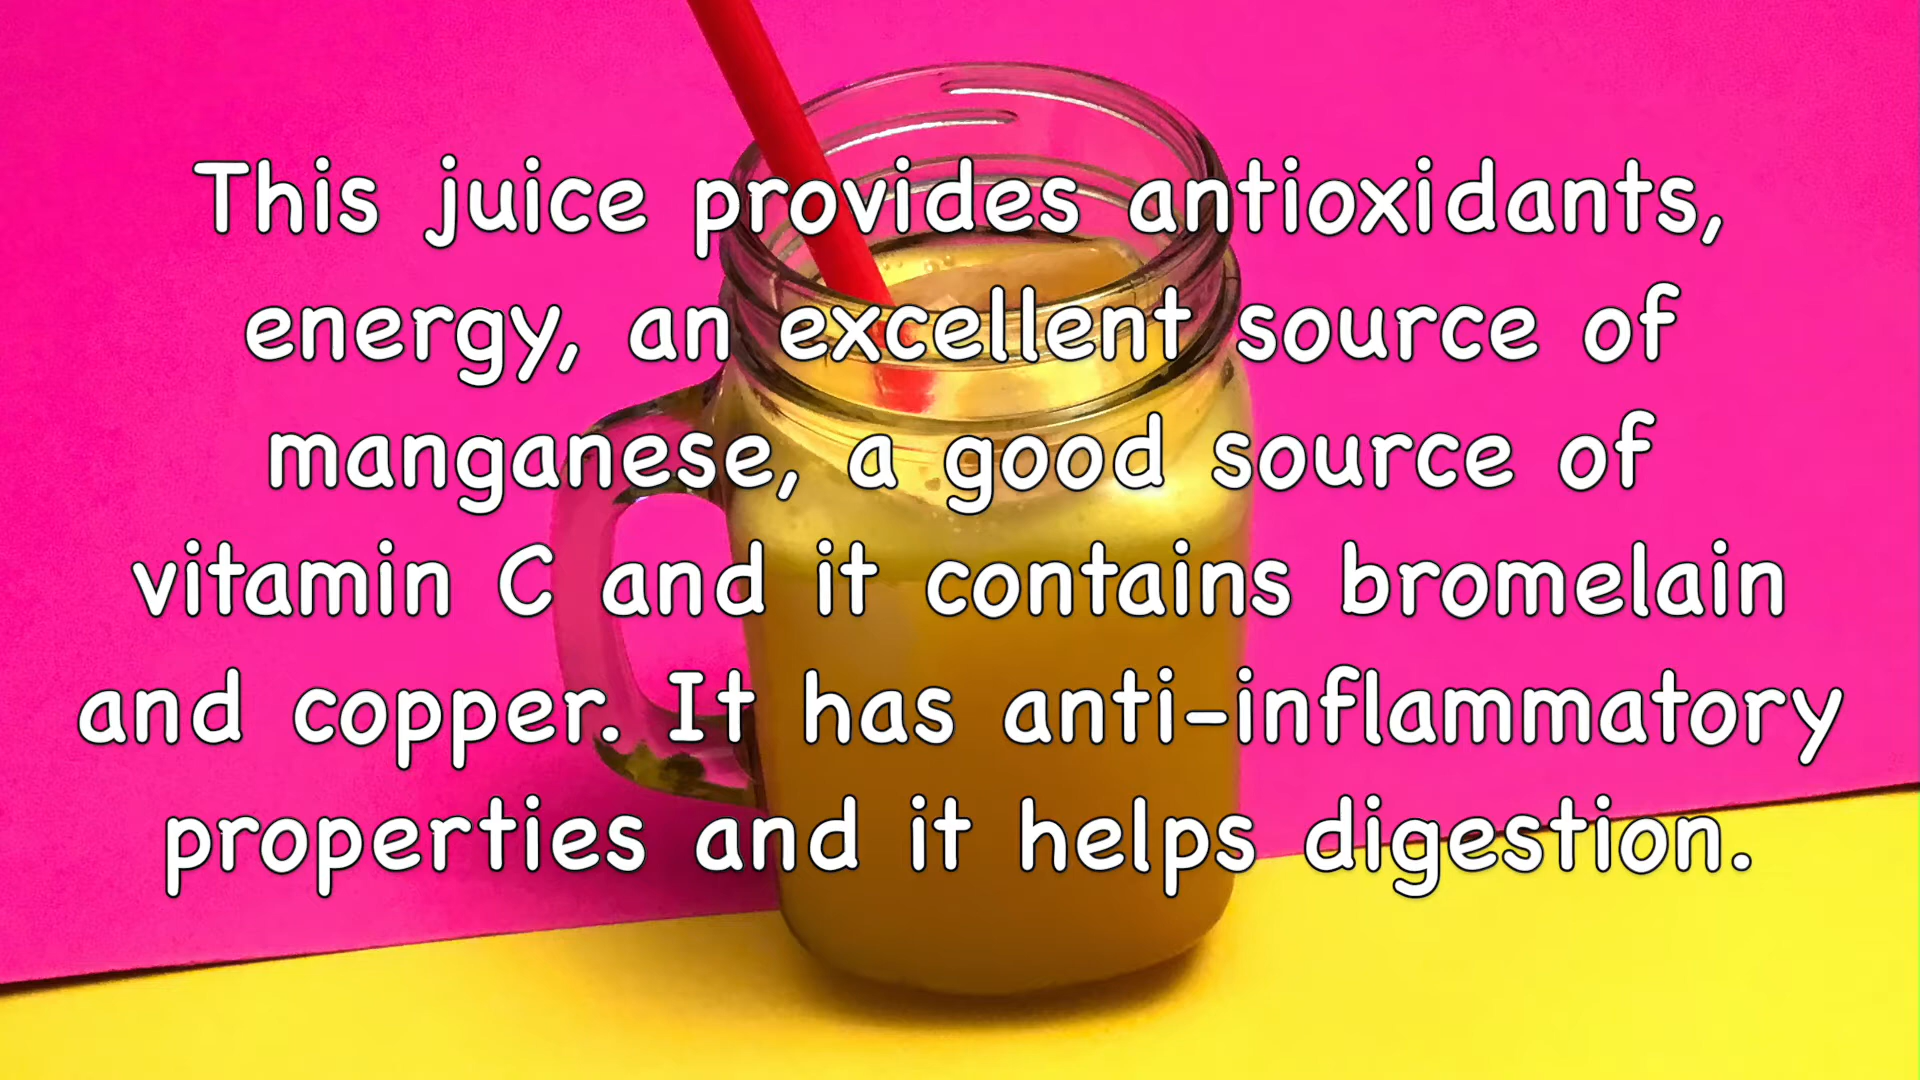 This juice provides antioxidants,
energy, an excellent source of
manganese, a good source of
vitamin C and it contains bromelain
and copper. It has anti-inflammatory
properties and it helps digestion.